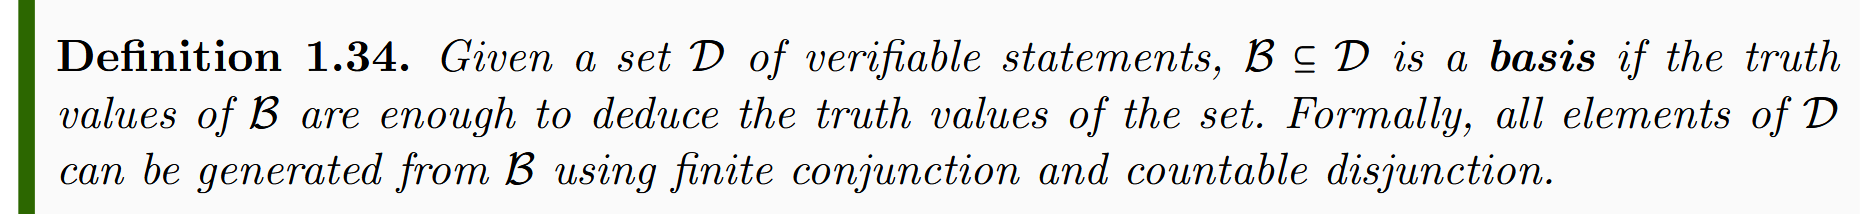 Definition 1.34. Given a set 𝒟 of verifiable statements, ℬ ⊆ 𝒟 is a basis if the truth
values of ℬ are enough to deduce the truth values of the set. Formally, all elements of 𝒟
can be generated from ℬ using finite conjunction and countable disjunction.